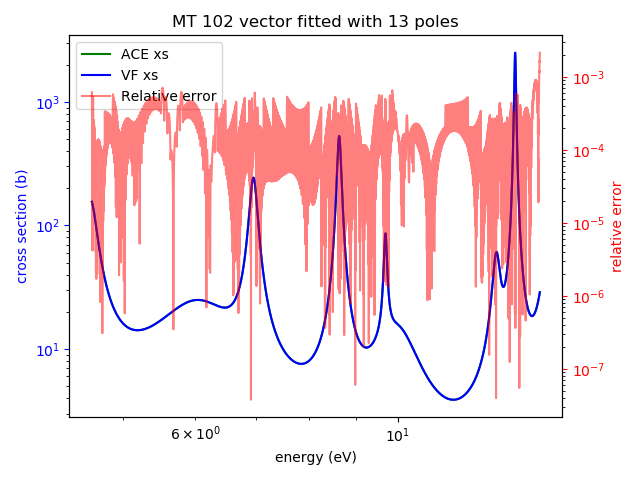 MT 102 vector fitted with 13 poles
ACE xs
VF xs
Relative error
10³
10²
10¹
cross section (b)
10⁻³
10⁻⁴
10⁻⁵
10⁻⁶
10⁻⁷
relative error
6 × 10⁰
10¹
energy (eV)